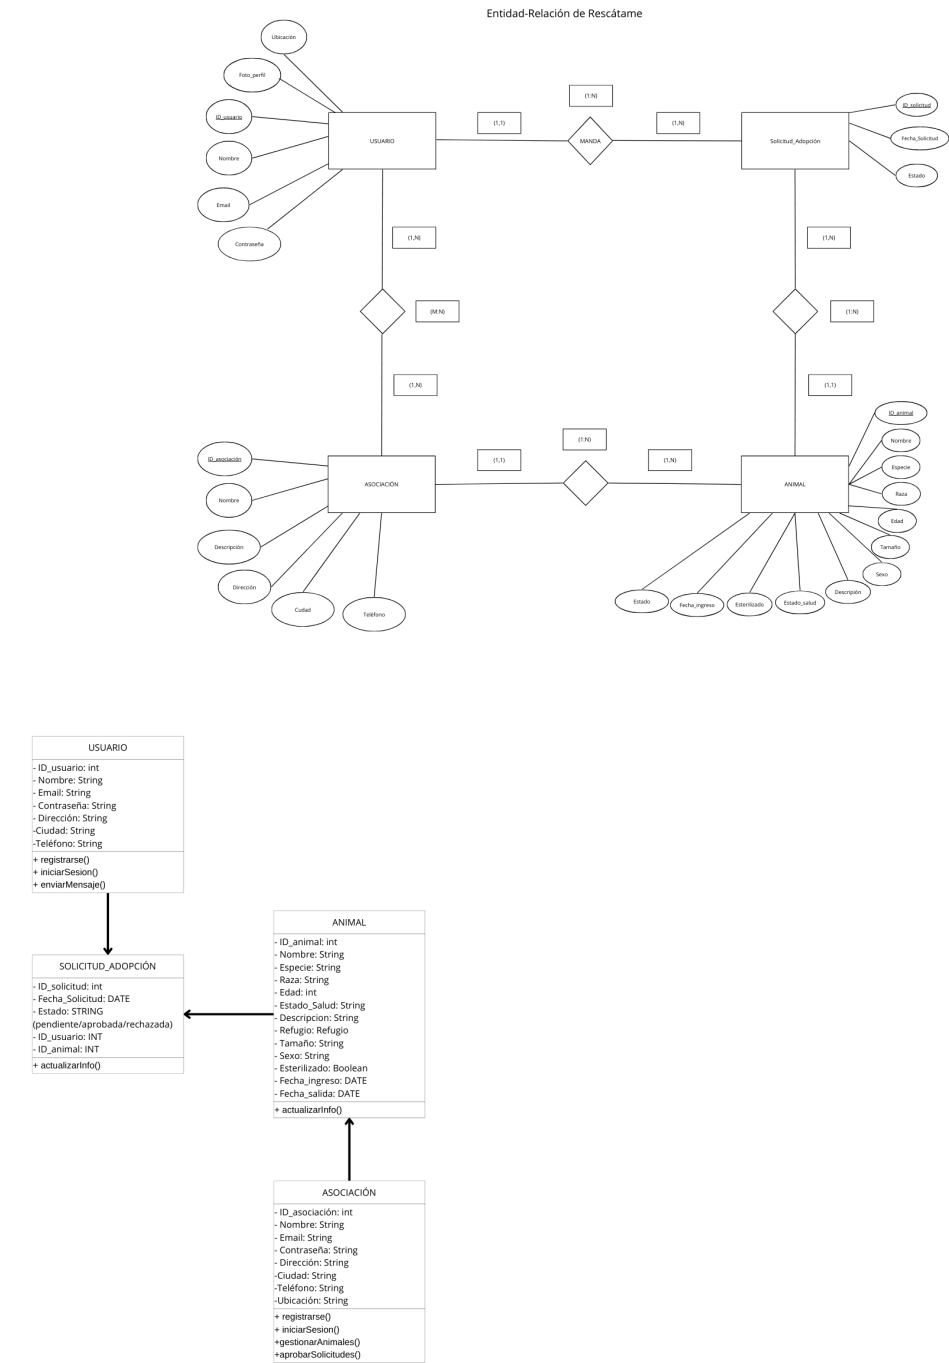 Entidad-Relación de Rescátame
Ubicación
Foto_perfil
ID_usuario
Nombre
Email
Contraseña
USUARIO
(1,1)
(1:N)
MANDA
(1,N)
Solicitud_Adopción
ID_solicitud
Fecha_Solicitud
Estado
(1,N)
(M:N)
(1,N)
(1,N)
(1:N)
(1,1)
ID_asociación
Nombre
Descripción
Dirección
Cudad
Teléfono
ASOCIACIÓN
(1,1)
(1:N)
(1,N)
ANIMAL
ID_animal
Nombre
Especie
Raza
Edad
Tamaño
Sexo
Descripión
Estado_salud
Esterilizado
Fecha_ingreso
Estado
USUARIO
- ID_usuario: int
- Nombre: String
- Email: String
- Contraseña: String
- Dirección: String
-Ciudad: String
-Teléfono: String
+ registrarse()
+ iniciarSesion()
+ enviarMensaje()
SOLICITUD_ADOPCIÓN
- ID_solicitud: int
- Fecha_Solicitud: DATE
- Estado: STRING
(pendiente/aprobada/rechazada)
- ID_usuario: INT
- ID_animal: INT
+ actualizarInfo()
ANIMAL
- ID_animal: int
- Nombre: String
- Especie: String
- Raza: String
- Edad: int
- Estado_Salud: String
- Descripcion: String
- Refugio: Refugio
- Tamaño: String
- Sexo: String
- Esterilizado: Boolean
- Fecha_ingreso: DATE
- Fecha_salida: DATE
+ actualizarInfo()
ASOCIACIÓN
- ID_asociación: int
- Nombre: String
- Email: String
- Contraseña: String
- Dirección: String
-Ciudad: String
-Teléfono: String
-Ubicación: String
+ registrarse()
+ iniciarSesion()
+gestionarAnimales()
+aprobarSolicitudes()